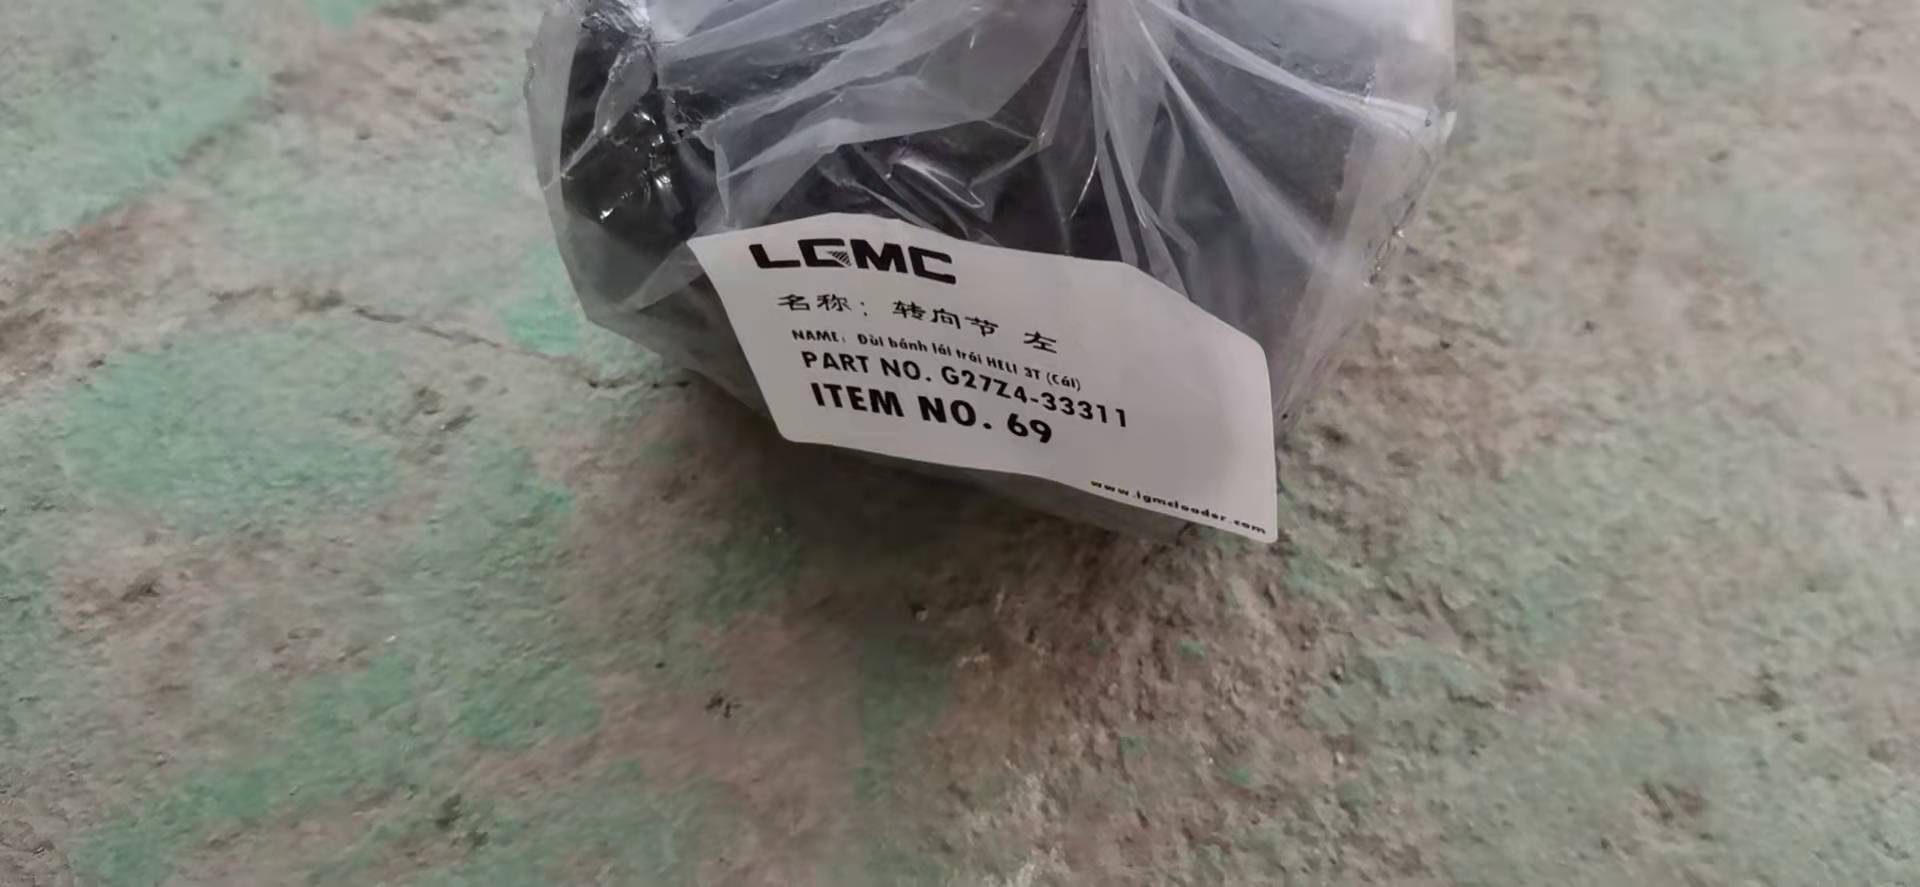 LGMC
名称：转向节 左
NAME: Đùi bánh lái trái HELI 3T (Cái)
PART NO. G27Z4-33311
ITEM NO. 69
www.lgmcloader.com